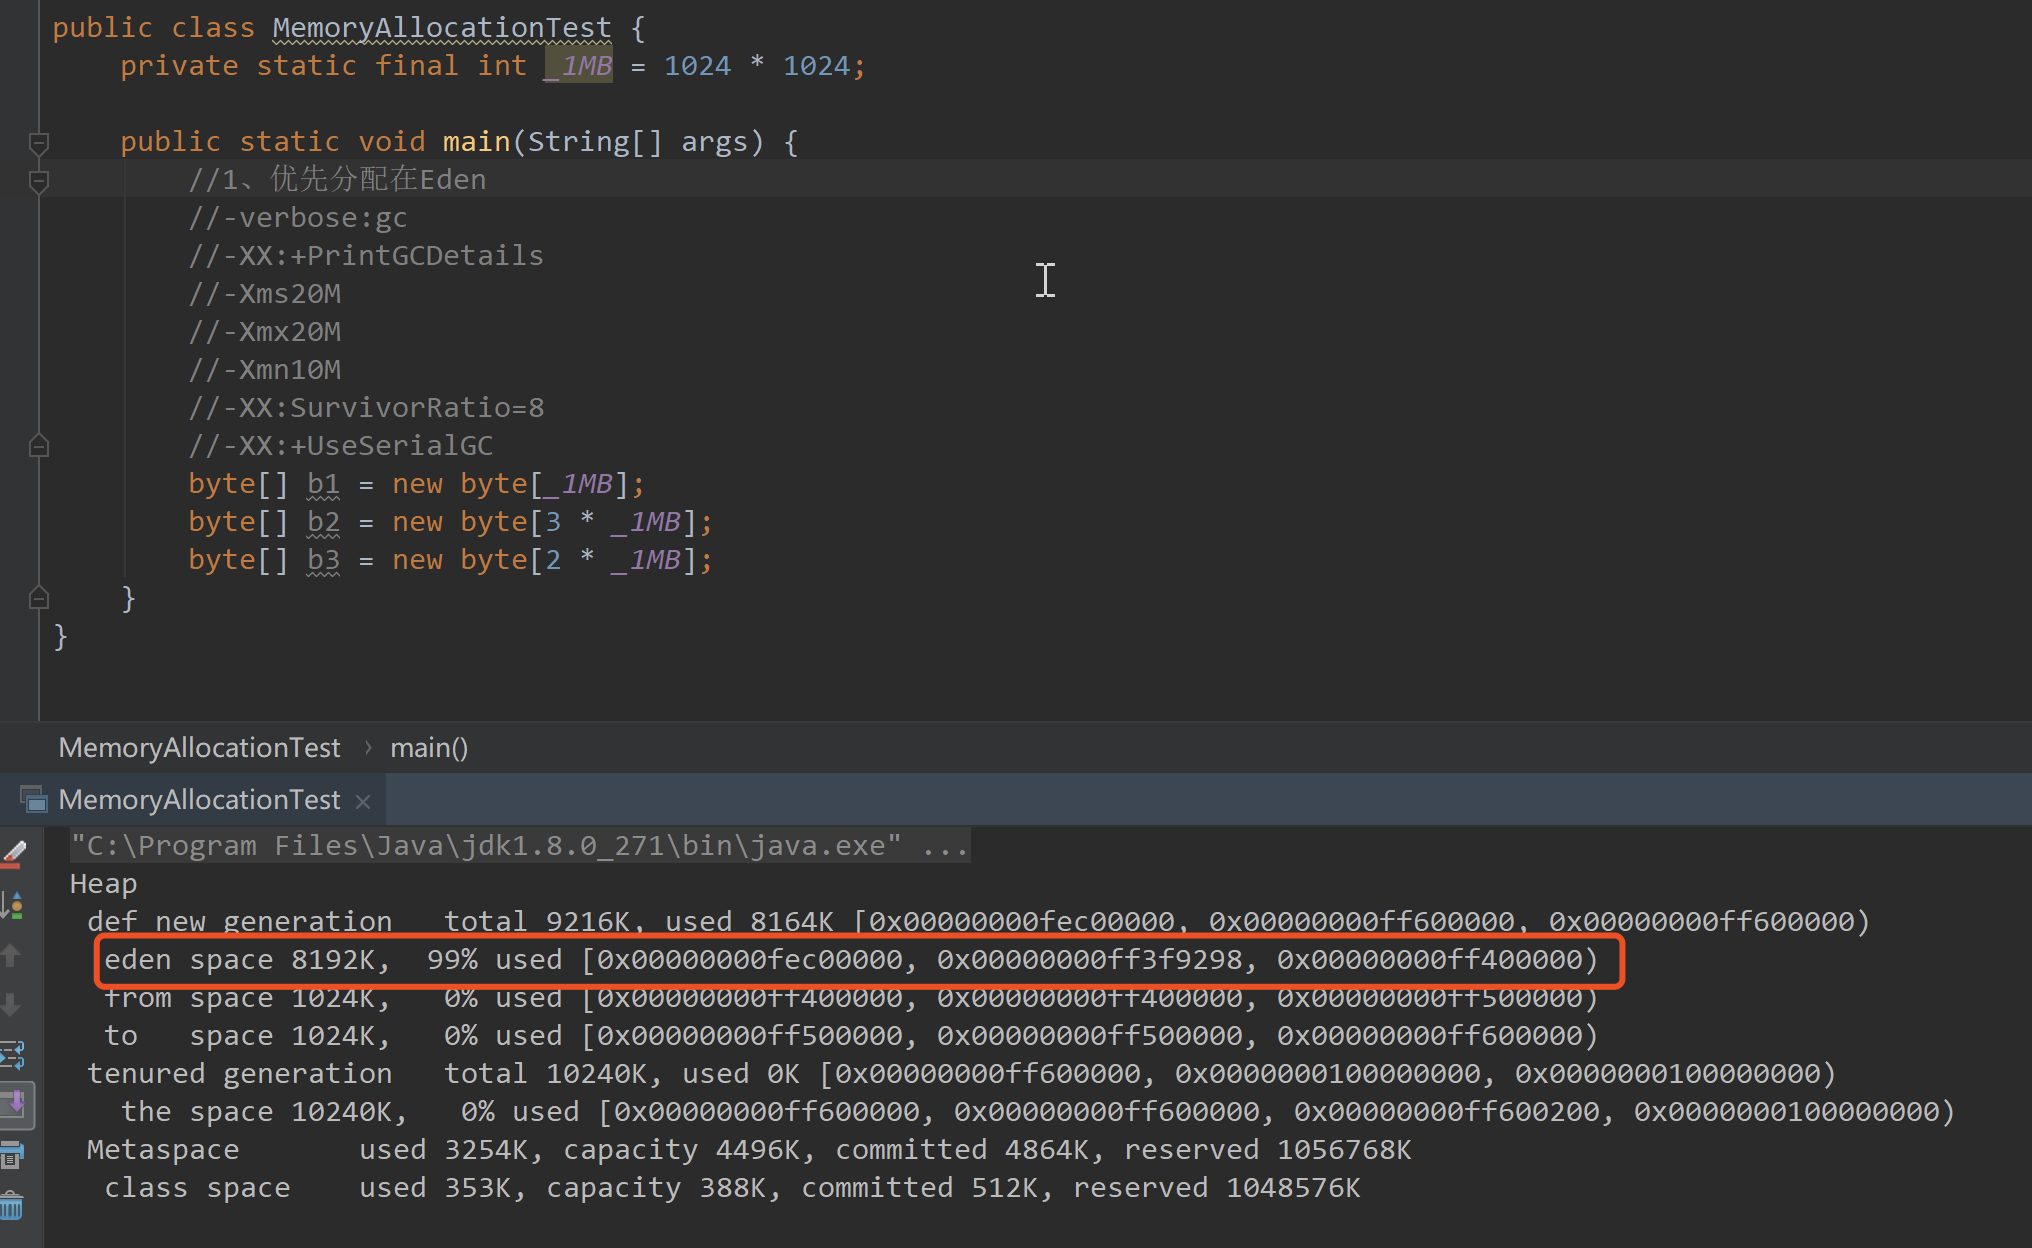 public class MemoryAllocationTest {
private static final int _1MB = 1024 * 1024;
public static void main(String[] args) {
//1、优先分配在Eden
//-verbose:gc
//-XX:+PrintGCDetails
//-Xms20M
//-Xmx20M
//-Xmn10M
//-XX:SurvivorRatio=8
//-XX:+UseSerialGC
byte[] b1 = new byte[_1MB];
byte[] b2 = new byte[3 * _1MB];
byte[] b3 = new byte[2 * _1MB];
}
}
MemoryAllocationTest › main()
MemoryAllocationTest ×
"C:\Program Files\Java\jdk1.8.0_271\bin\java.exe" ...
Heap
def new generation   total 9216K, used 8164K [0x00000000fec00000, 0x00000000ff600000, 0x00000000ff600000)
eden space 8192K,  99% used [0x00000000fec00000, 0x00000000ff3f9298, 0x00000000ff400000)
from space 1024K,   0% used [0x00000000ff400000, 0x00000000ff400000, 0x00000000ff500000)
to   space 1024K,   0% used [0x00000000ff500000, 0x00000000ff500000, 0x00000000ff600000)
tenured generation   total 10240K, used 0K [0x00000000ff600000, 0x0000000100000000, 0x0000000100000000)
the space 10240K,   0% used [0x00000000ff600000, 0x00000000ff600000, 0x00000000ff600200, 0x0000000100000000)
Metaspace       used 3254K, capacity 4496K, committed 4864K, reserved 1056768K
class space    used 353K, capacity 388K, committed 512K, reserved 1048576K